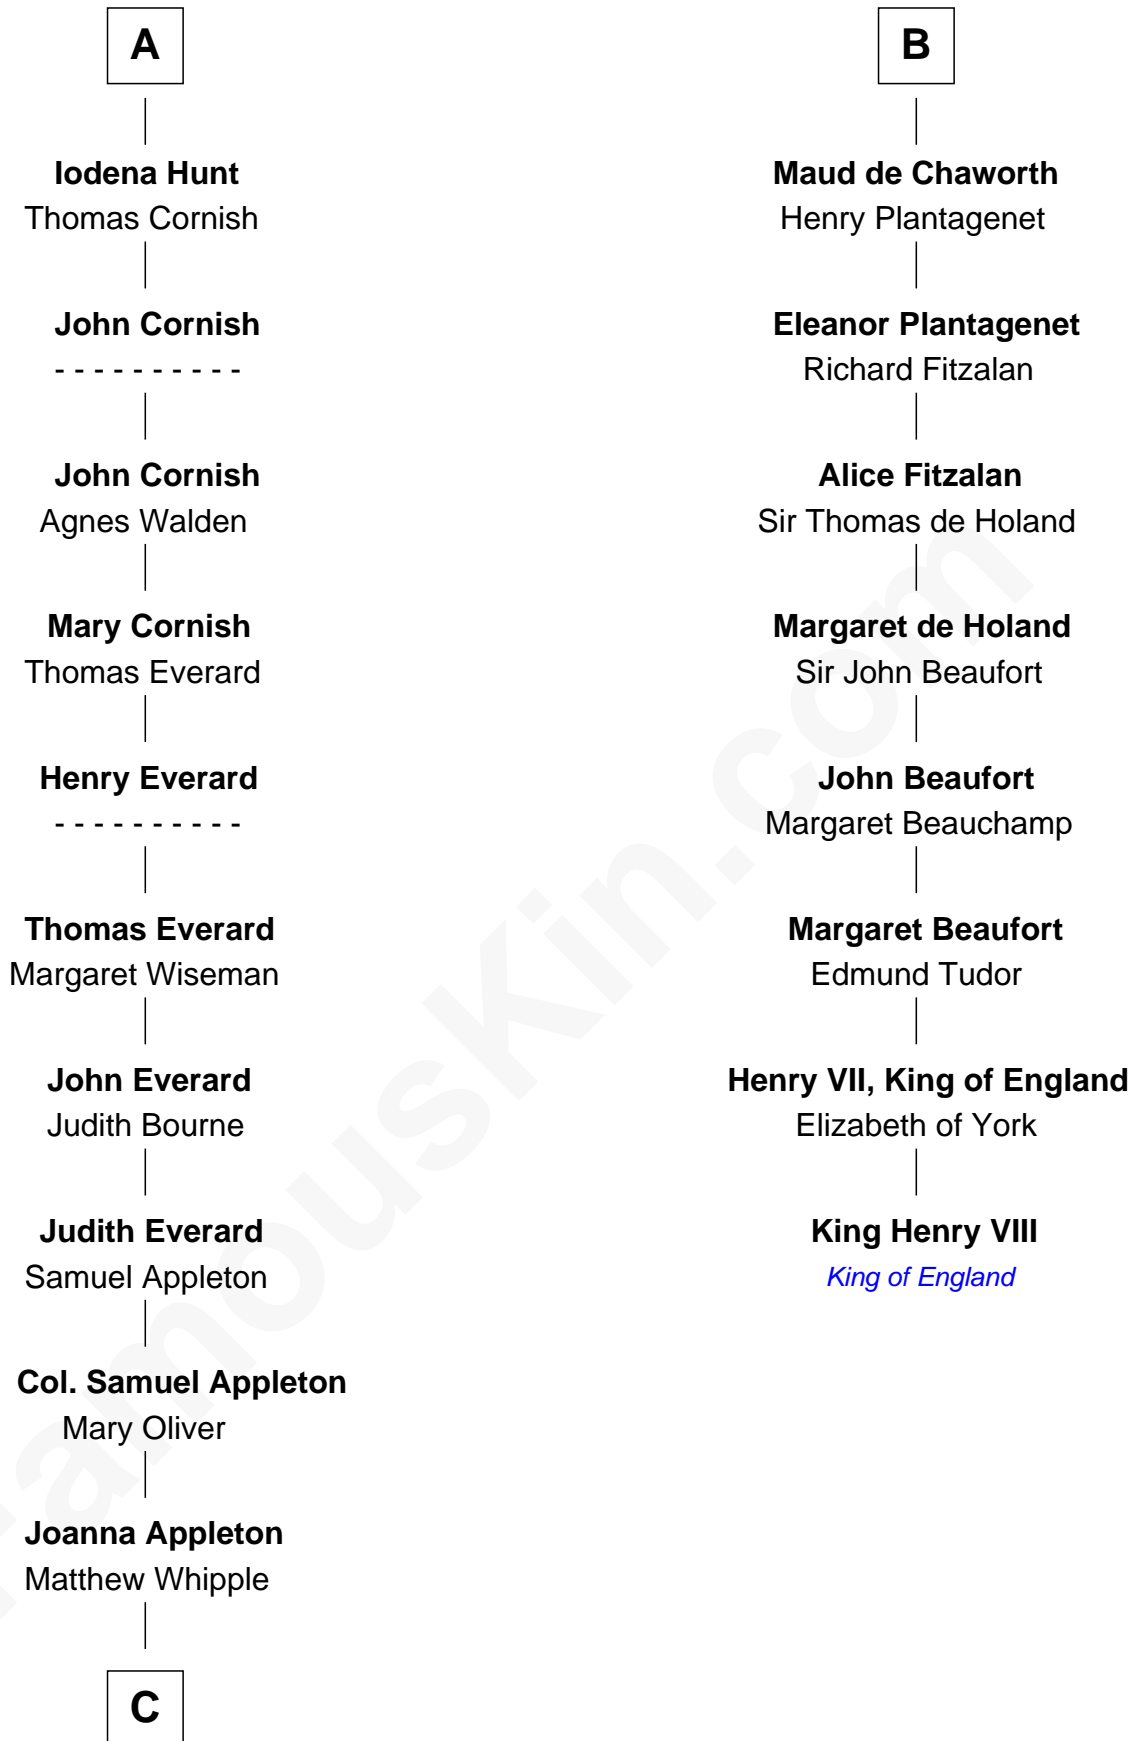 A
Iodena Hunt
Thomas Cornish
John Cornish
- - - - - - - - - -
John Cornish
Agnes Walden
Mary Cornish
Thomas Everard
Henry Everard
- - - - - - - - - -
Thomas Everard
Margaret Wiseman
John Everard
Judith Bourne
Judith Everard
Samuel Appleton
Col. Samuel Appleton
Mary Oliver
Joanna Appleton
Matthew Whipple
C
B
Maud de Chaworth
Henry Plantagenet
Eleanor Plantagenet
Richard Fitzalan
Alice Fitzalan
Sir Thomas de Holand
Margaret de Holand
Sir John Beaufort
John Beaufort
Margaret Beauchamp
Margaret Beaufort
Edmund Tudor
Henry VII, King of England
Elizabeth of York
King Henry VIII
King of England
FamousKin.com